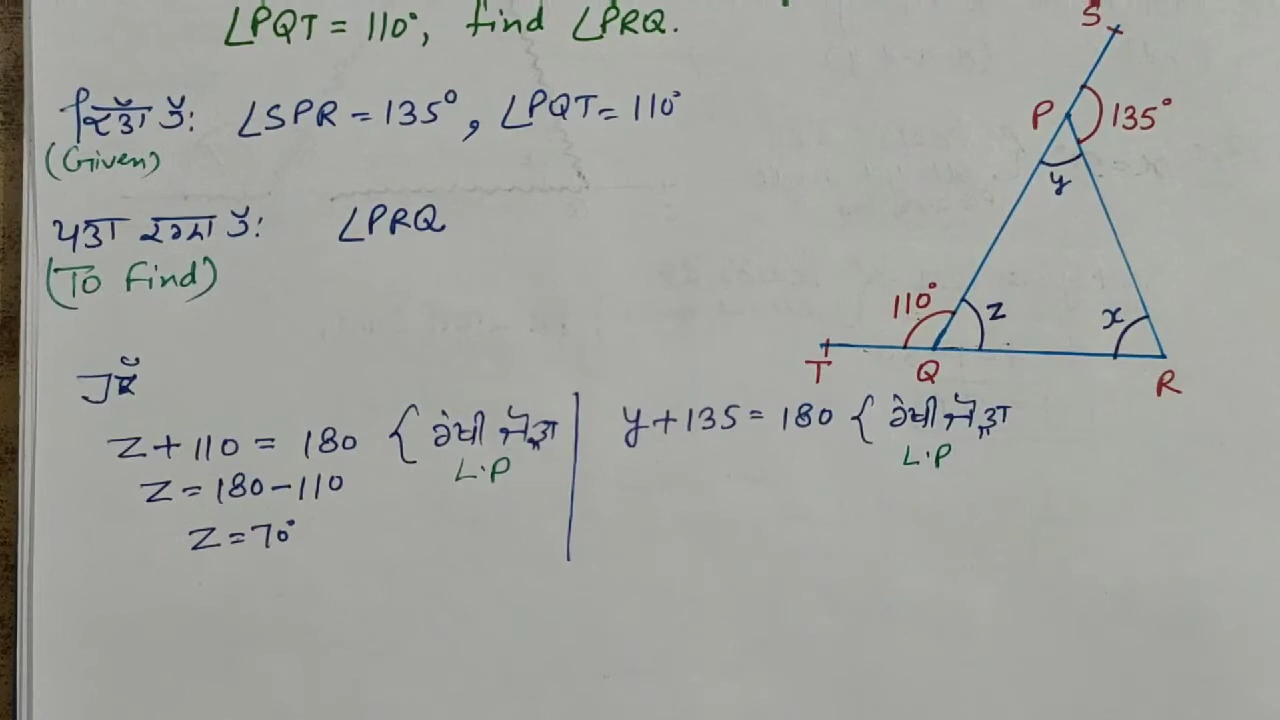 ∠PQT = 110°, find ∠PRQ.
ਦਿੱਤਾ ਹੈ: ∠SPR = 135°, ∠PQT = 110°
(Given)
ਪਤਾ ਕਰਨਾ ਹੈ: ∠PRQ
(To Find)
S
P
135°
y
110°
z
x
T
Q
R
ਹੱਲ
z + 110 = 180 { ਰੇਖੀ ਜੋੜਾ
L.P
z = 180 - 110
z = 70°
y + 135 = 180 { ਰੇਖੀ ਜੋੜਾ
L.P